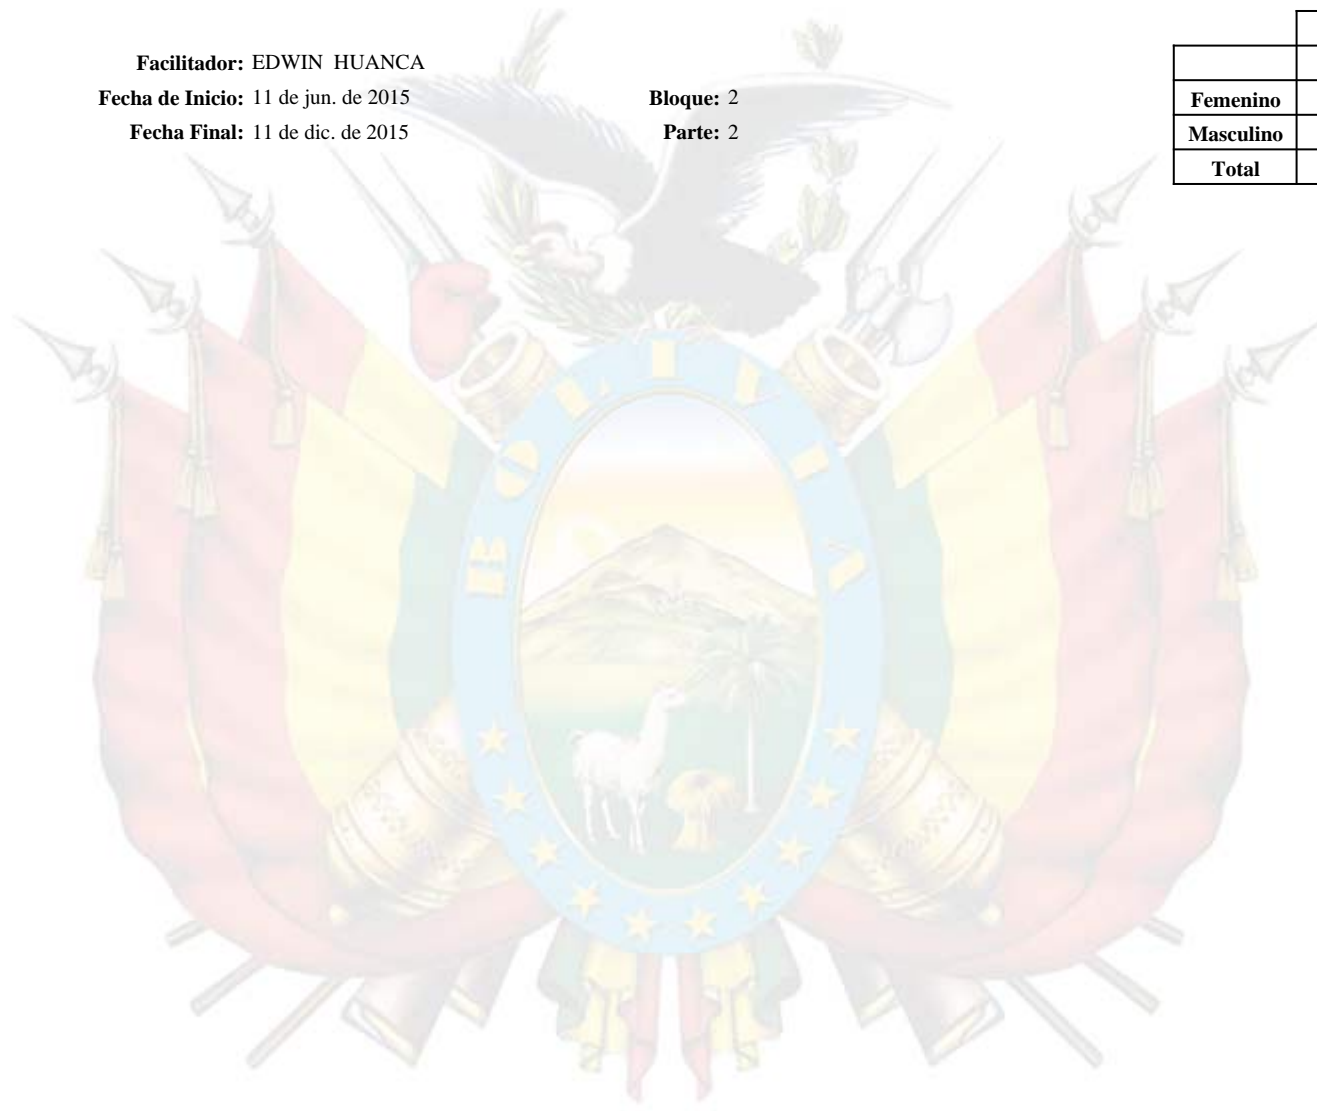 Facilitador: EDWIN HUANCA
Fecha de Inicio: 11 de jun. de 2015 Bloque: 2
Fecha Final: 11 de dic. de 2015 Parte: 2
Femenino
Masculino
Total
BOLIVIA